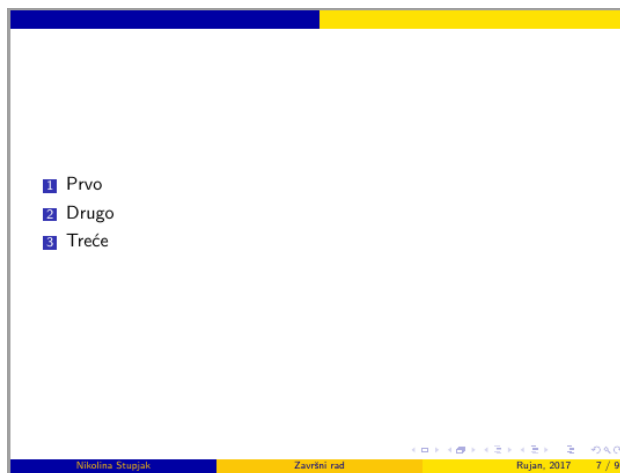 1 Prvo
2 Drugo
3 Treće
Nikolina Stupjak Završni rad Rujan, 2017 7 / 9